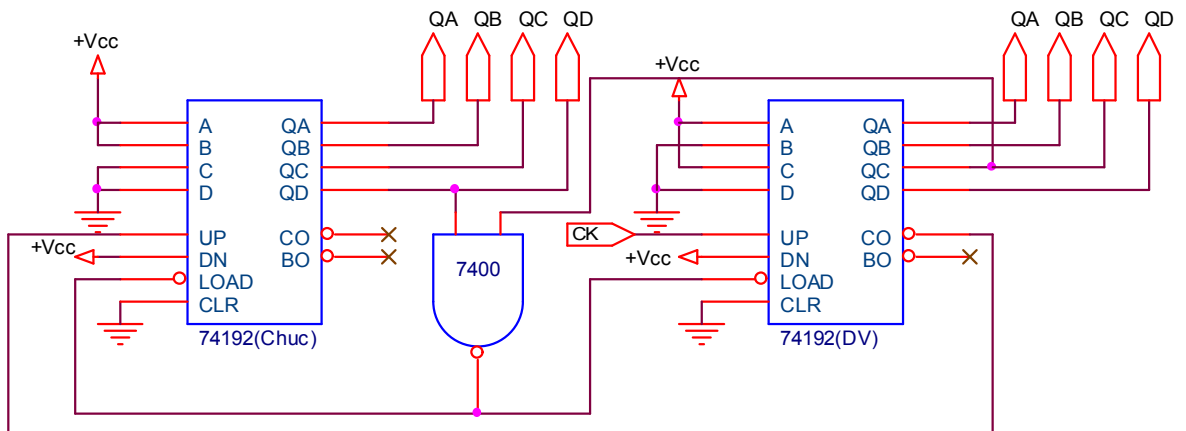 QA QB QC QD
+Vcc
A
B
C
D
UP
DN
LOAD
CLR
QA
QB
QC
QD
CO
BO
+Vcc
74192(Chuc)
7400
QA QB QC QD
+Vcc
CK
+Vcc
A
B
C
D
UP
DN
LOAD
CLR
QA
QB
QC
QD
CO
BO
74192(DV)